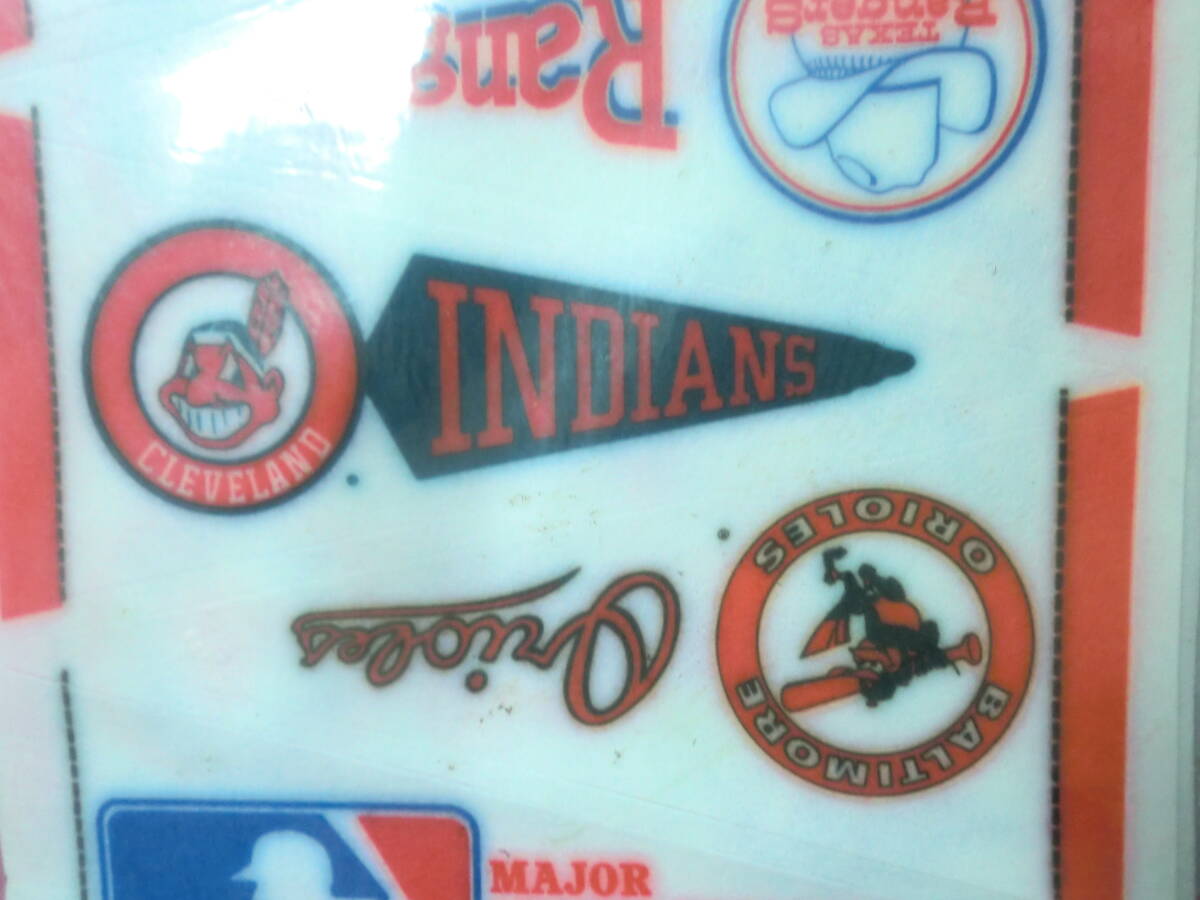 TEXAS
Rangers
Rang
INDIANS
CLEVELAND
ORIOLES
BALTIMORE
Orioles
MAJOR